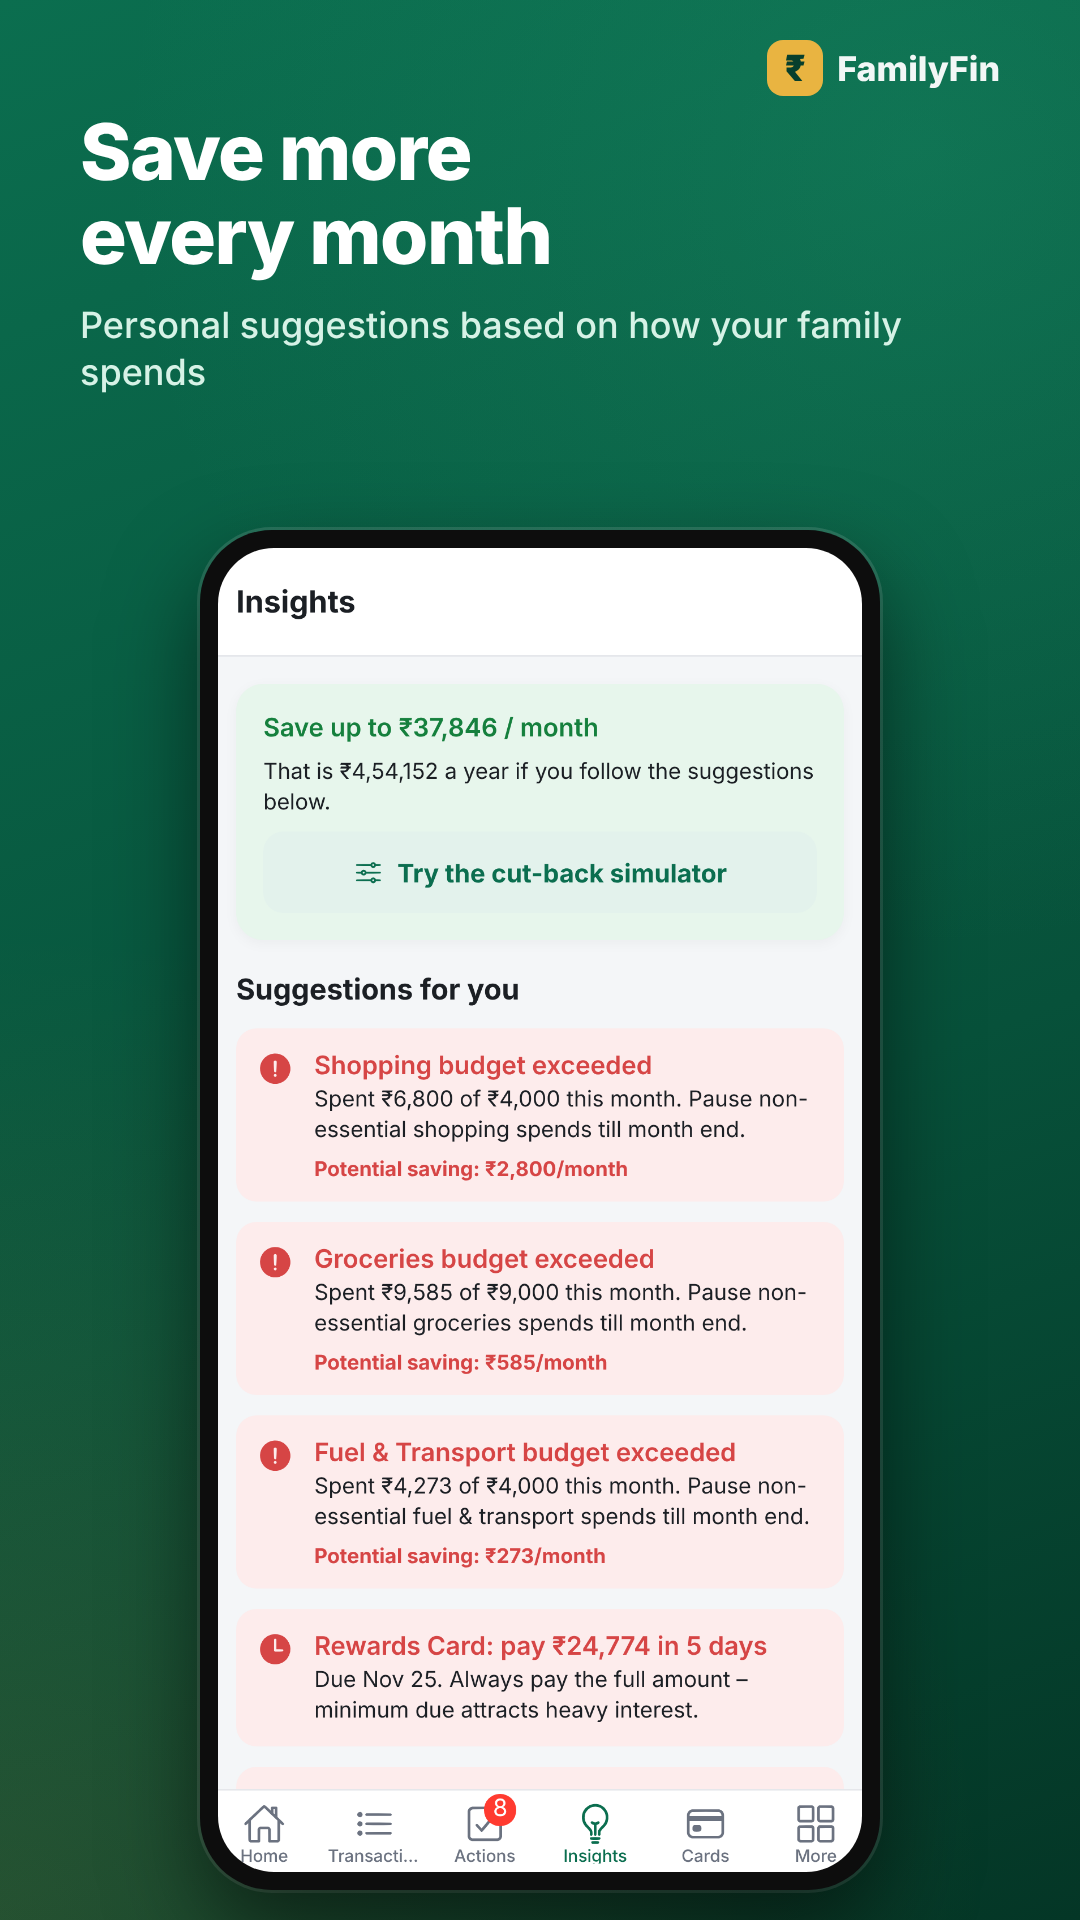 ₹ FamilyFin
Save more
every month
Personal suggestions based on how your family
spends
Insights
Save up to ₹37,846 / month
That is ₹4,54,152 a year if you follow the suggestions
below.
Try the cut-back simulator
Suggestions for you
Shopping budget exceeded
Spent ₹6,800 of ₹4,000 this month. Pause non-
essential shopping spends till month end.
Potential saving: ₹2,800/month
Groceries budget exceeded
Spent ₹9,585 of ₹9,000 this month. Pause non-
essential groceries spends till month end.
Potential saving: ₹585/month
Fuel & Transport budget exceeded
Spent ₹4,273 of ₹4,000 this month. Pause non-
essential fuel & transport spends till month end.
Potential saving: ₹273/month
Rewards Card: pay ₹24,774 in 5 days
Due Nov 25. Always pay the full amount –
minimum due attracts heavy interest.
8
Home Transacti... Actions Insights Cards More